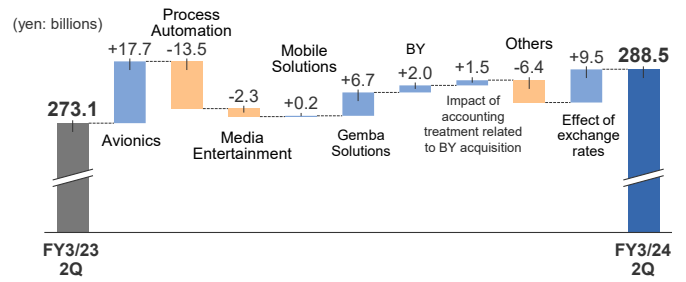 (yen: billions)
273.1
FY3/23
2Q
+17.7
Avionics
Process
Automation
-13.5
-2.3
Media
Entertainment
Mobile
Solutions
+0.2
+6.7
Gemba
Solutions
BY
+2.0
+1.5
Impact of
accounting
treatment related
to BY acquisition
Others
-6.4
+9.5
Effect of
exchange
rates
288.5
FY3/24
2Q